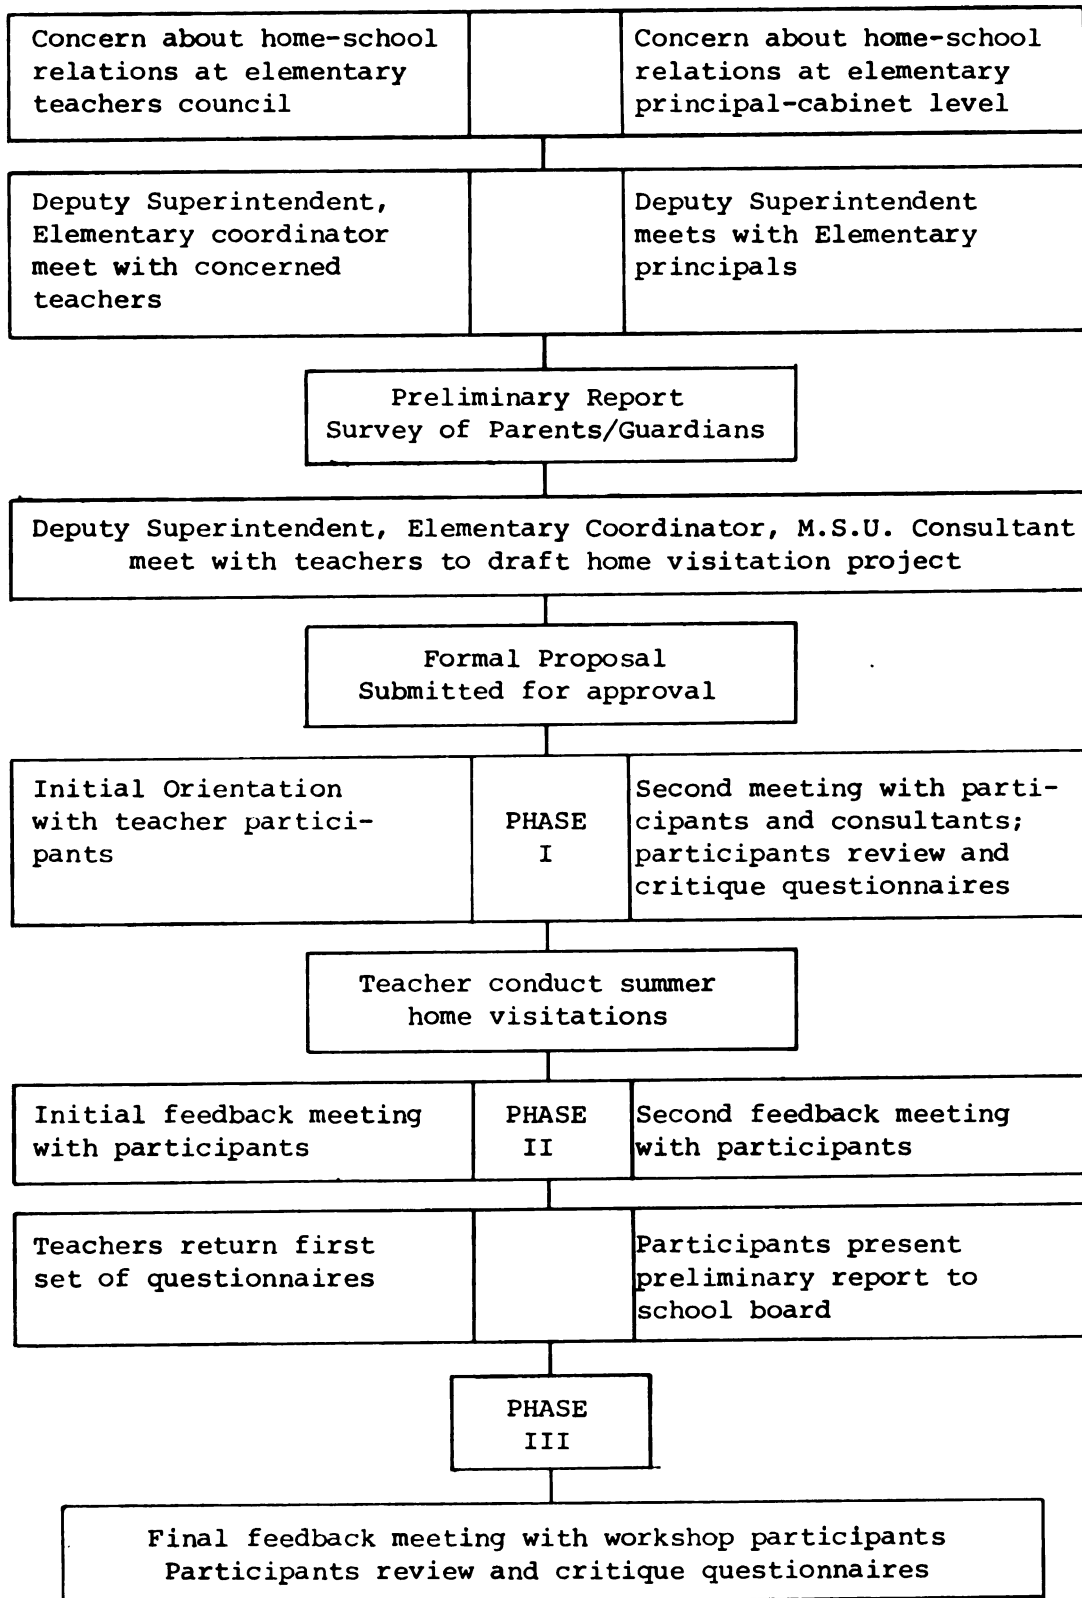 Concern about home-school
relations at elementary
teachers council
Concern about home-school
relations at elementary
principal-cabinet level
Deputy Superintendent,
Elementary coordinator
meet with concerned
teachers
Deputy Superintendent
meets with Elementary
principals
Preliminary Report
Survey of Parents/Guardians
Deputy Superintendent, Elementary Coordinator, M.S.U. Consultant
meet with teachers to draft home visitation project
Formal Proposal
Submitted for approval
Initial Orientation
with teacher partici-
pants
PHASE
I
Second meeting with parti-
cipants and consultants;
participants review and
critique questionnaires
Teacher conduct summer
home visitations
Initial feedback meeting
with participants
PHASE
II
Second feedback meeting
with participants
Teachers return first
set of questionnaires
Participants present
preliminary report to
school board
PHASE
III
Final feedback meeting with workshop participants
Participants review and critique questionnaires